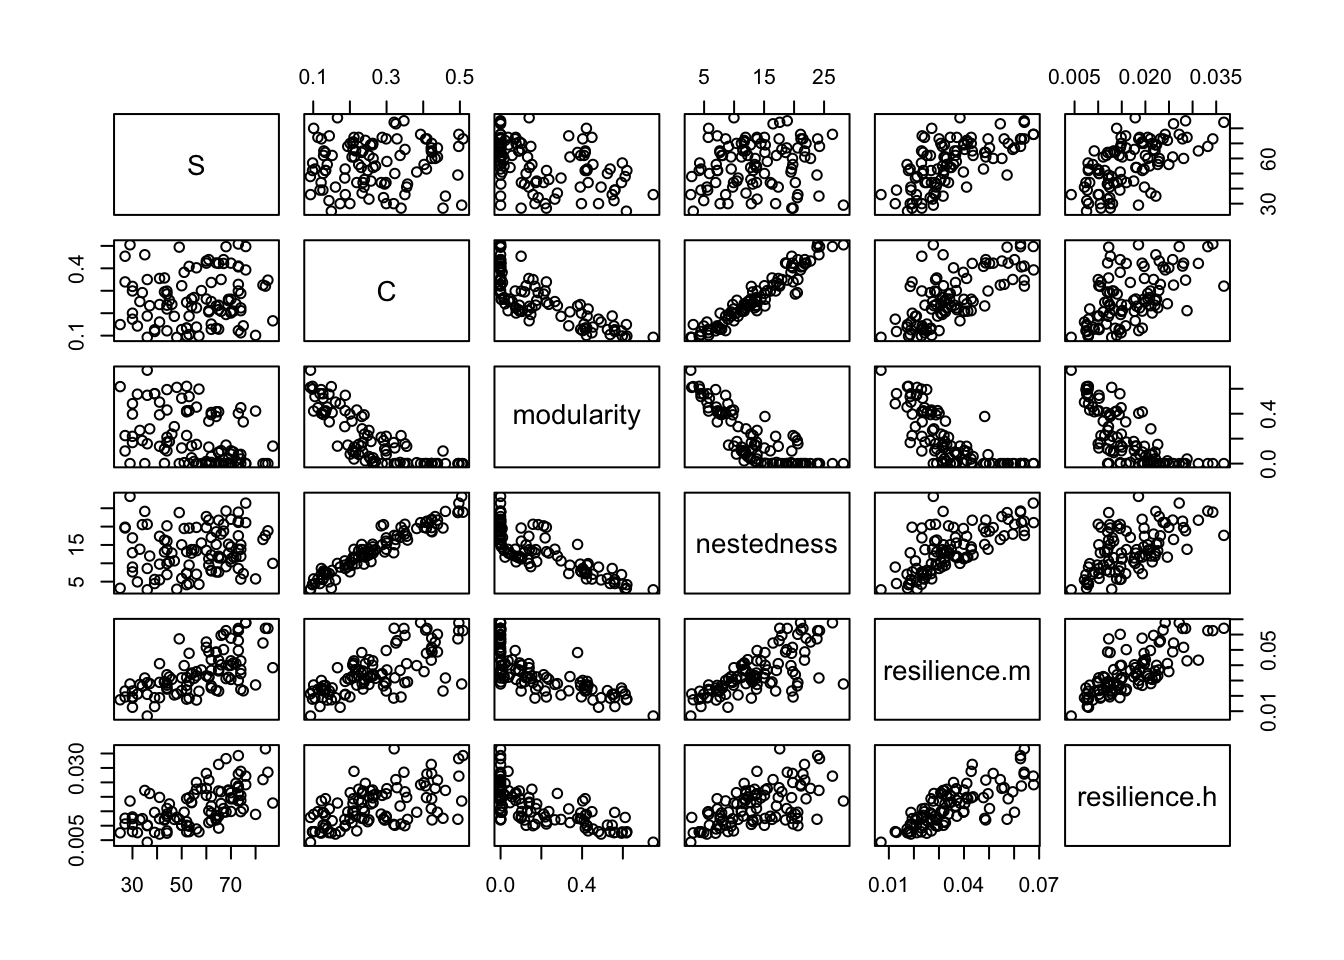 0.1 0.3 0.5 5 15 25 0.005 0.020 0.035
S 30 60
0.1 0.4 C
modularity 0.0 0.4
5 15 nestedness
resilience.m 0.01 0.05
0.005 0.030 resilience.h
30 50 70 0.0 0.4 0.01 0.04 0.07